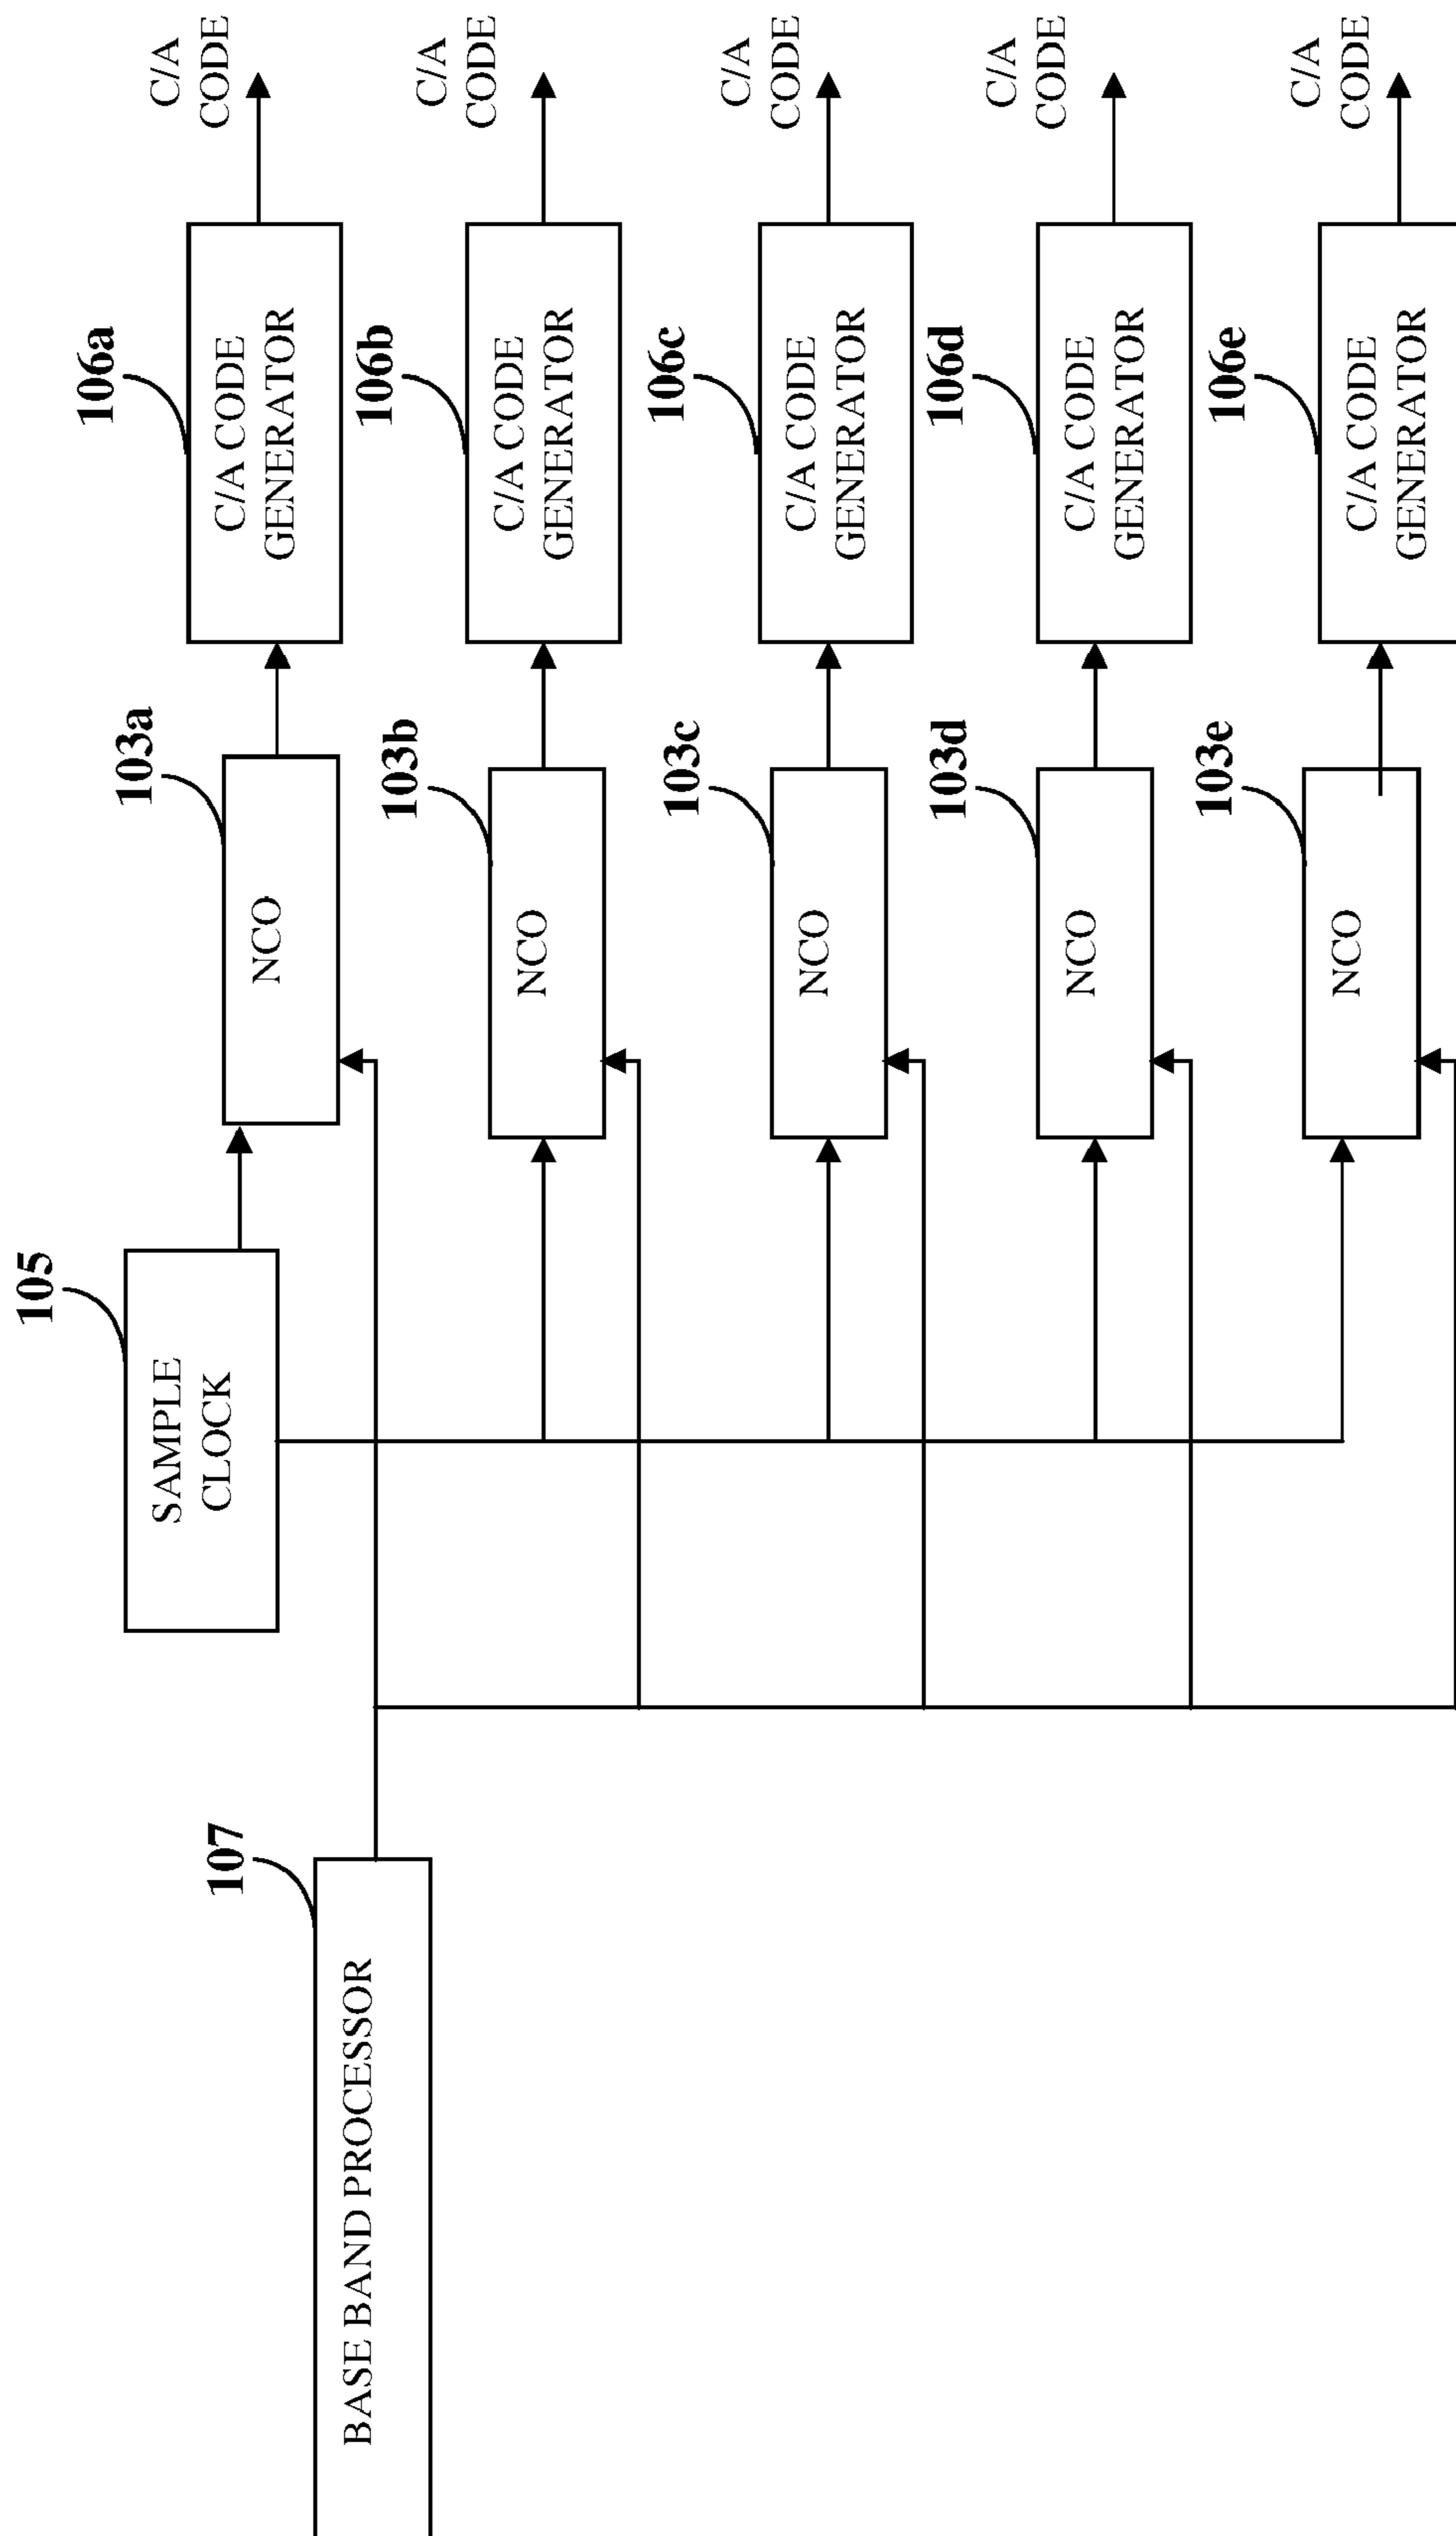 105
SAMPLE
CLOCK
107
BASE BAND PROCESSOR
103a
NCO
106a
C/A CODE
GENERATOR
C/A
CODE
103b
NCO
106b
C/A CODE
GENERATOR
C/A
CODE
103c
NCO
106c
C/A CODE
GENERATOR
C/A
CODE
103d
NCO
106d
C/A CODE
GENERATOR
C/A
CODE
103e
NCO
106e
C/A CODE
GENERATOR
C/A
CODE